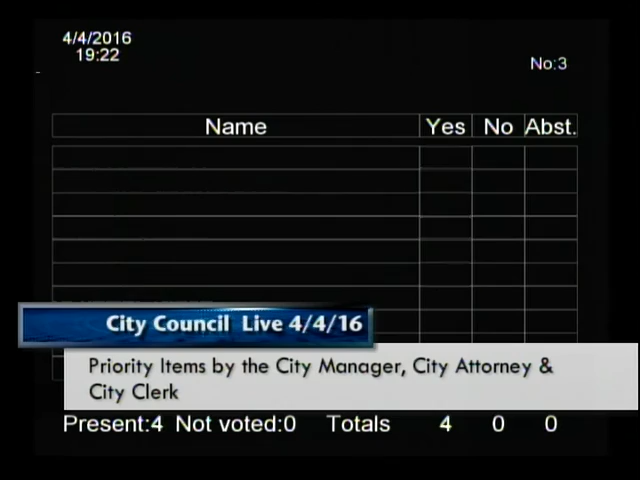 4/4/2016
19:22
No:3
Name Yes No Abst.
City Council Live 4/4/16
Priority Items by the City Manager, City Attorney &
City Clerk
Present:4 Not voted:0 Totals 4 0 0